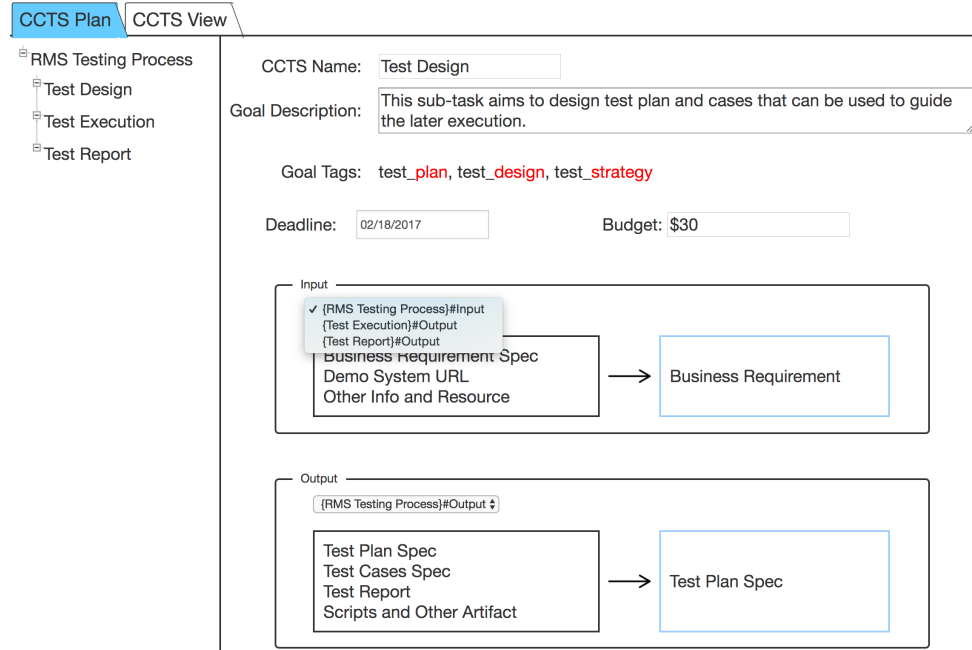 CCTS Plan
CCTS View
RMS Testing Process
Test Design
Test Execution
Test Report
CCTS Name: Test Design
Goal Description: This sub-task aims to design test plan and cases that can be used to guide
the later execution.
Goal Tags: test_plan, test_design, test_strategy
Deadline: 02/18/2017
Budget: $30
Input
✓ {RMS Testing Process}#Input
{Test Execution}#Output
{Test Report}#Output
Business Requirement Spec
Demo System URL
Other Info and Resource
Business Requirement
Output
{RMS Testing Process}#Output
Test Plan Spec
Test Cases Spec
Test Report
Scripts and Other Artifact
Test Plan Spec